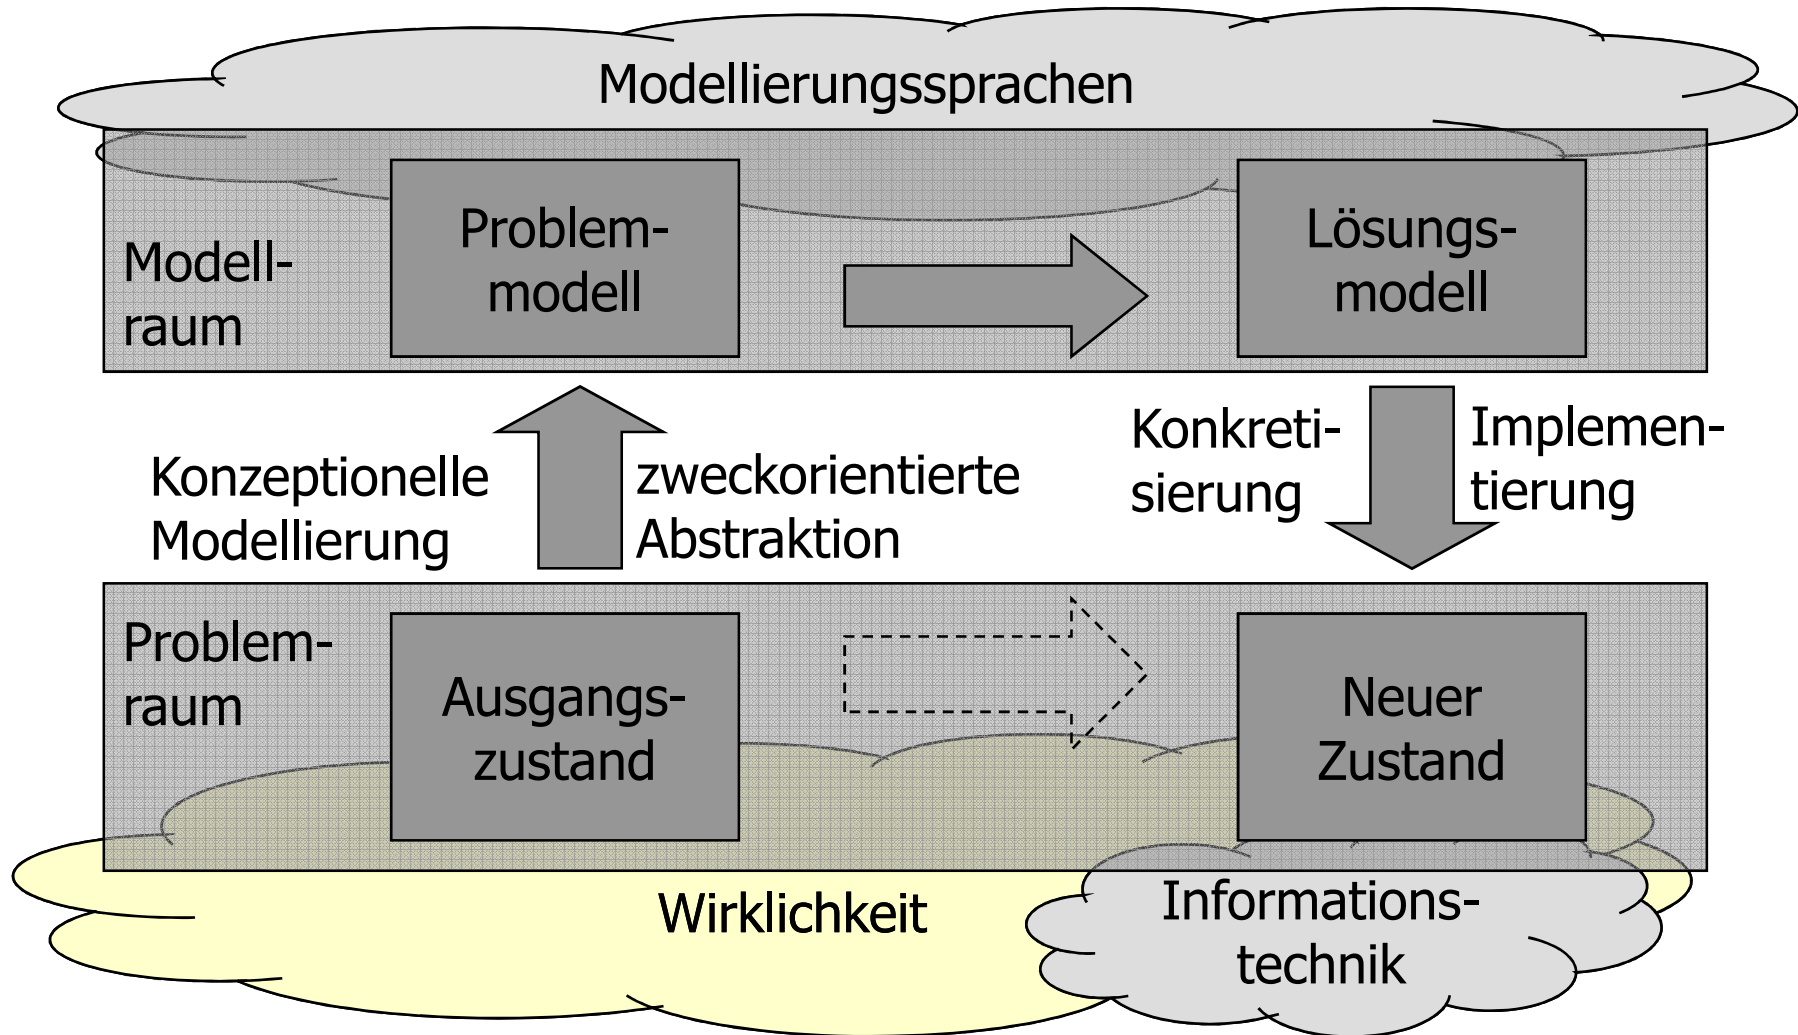 Modellierungssprachen
Modell-
raum
Problem-
modell
Lösungs-
modell
Konzeptionelle
Modellierung
zweckorientierte
Abstraktion
Konkreti-
sierung
Implemen-
tierung
Problem-
raum
Ausgangs-
zustand
Neuer
Zustand
Wirklichkeit
Informations-
technik